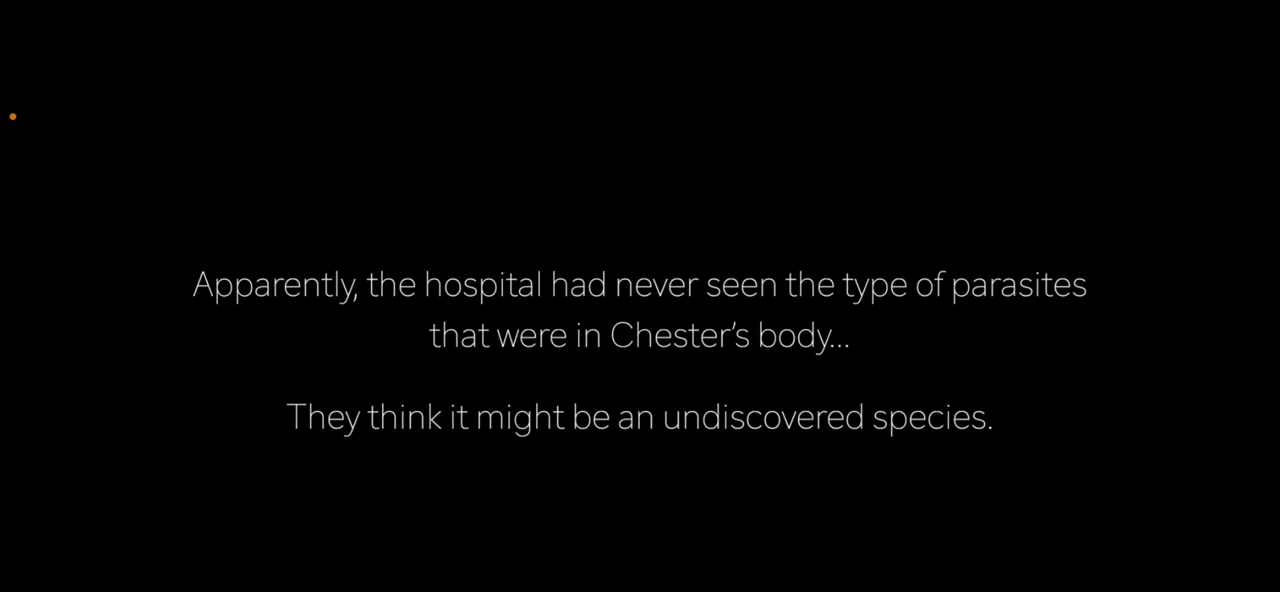 Apparently, the hospital had never seen the type of parasites
that were in Chester’s body...
They think it might be an undiscovered species.